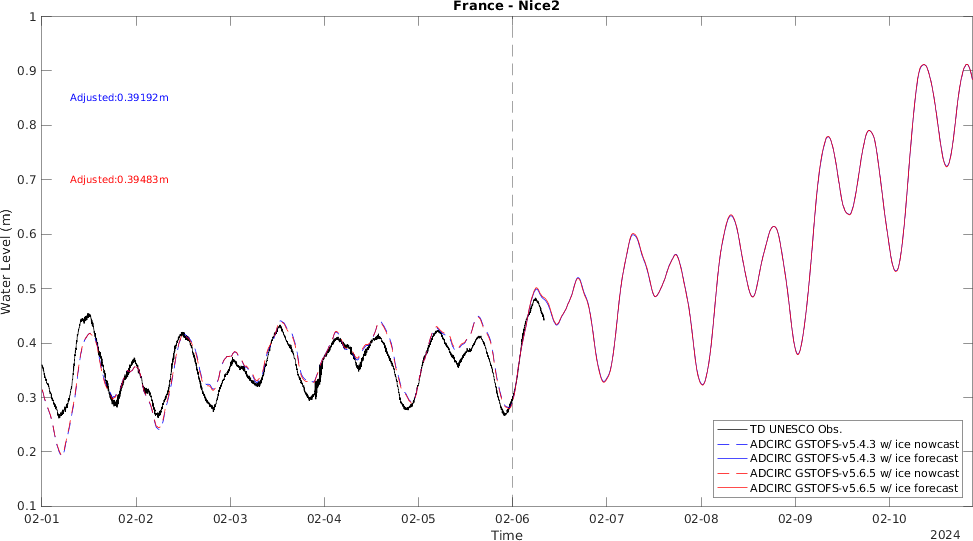 France - Nice2
1
0.9
0.8
0.7
0.6
0.5
0.4
0.3
0.2
0.1
Water Level (m)
Adjusted:0.39192m
Adjusted:0.39483m
TD UNESCO Obs.
ADCIRC GSTOFS-v5.4.3 w/ ice nowcast
ADCIRC GSTOFS-v5.4.3 w/ ice forecast
ADCIRC GSTOFS-v5.6.5 w/ ice nowcast
ADCIRC GSTOFS-v5.6.5 w/ ice forecast
02-01 02-02 02-03 02-04 02-05 02-06 02-07 02-08 02-09 02-10
Time
2024